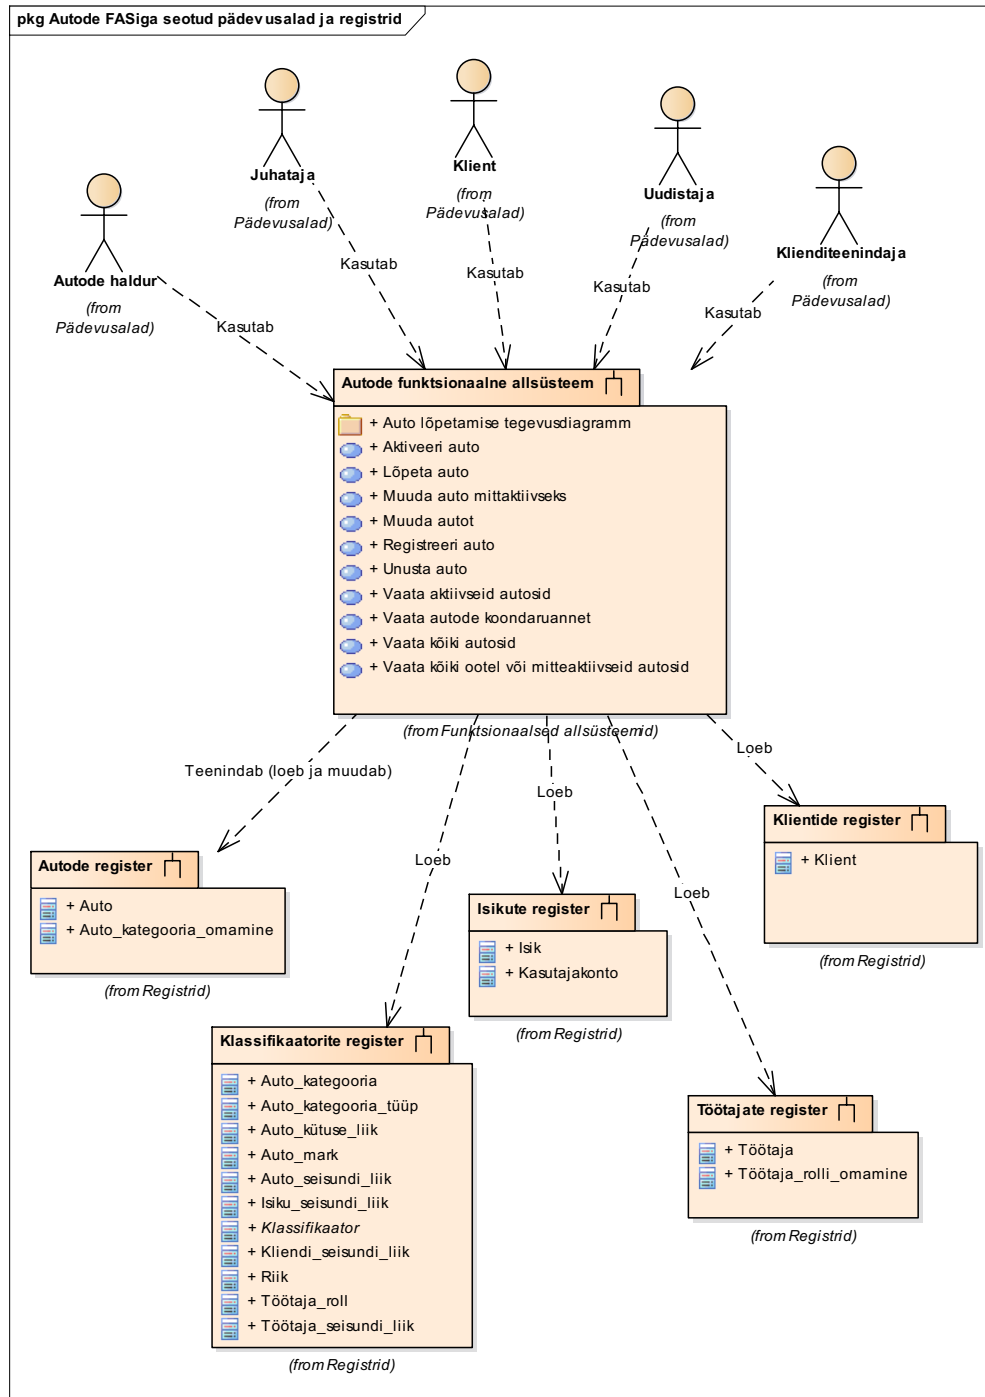 pkg Autode FASiga seotud pädevusalad ja registrid
Juhataja
(from
Pädevusalad)
Klient
(from
Pädevusalad)
Uudistaja
(from
Pädevusalad)
Klienditeenindaja
(from
Pädevusalad)
Autode haldur
(from
Pädevusalad)
Kasutab
Kasutab
Kasutab
Kasutab
Kasutab
Autode funktsionaalne allsüsteem
+ Auto lõpetamise tegevusdiagramm
+ Aktiveeri auto
+ Lõpeta auto
+ Muuda auto mittaktiivseks
+ Muuda autot
+ Registreeri auto
+ Unusta auto
+ Vaata aktiivseid autosid
+ Vaata autode koondaruannet
+ Vaata kõiki autosid
+ Vaata kõiki ootel või mitteaktiivseid autosid
(from Funktsionaalsed allsüsteemid)
Teenindab (loeb ja muudab)
Loeb
Loeb
Loeb
Loeb
Klientide register
+ Klient
(from Registrid)
Autode register
+ Auto
+ Auto_kategooria_omamine
(from Registrid)
Isikute register
+ Isik
+ Kasutajakonto
(from Registrid)
Klassifikaatorite register
+ Auto_kategooria
+ Auto_kategooria_tüüp
+ Auto_kütuse_liik
+ Auto_mark
+ Auto_seisundi_liik
+ Isiku_seisundi_liik
+ Klassifikaator
+ Kliendi_seisundi_liik
+ Riik
+ Töötaja_roll
+ Töötaja_seisundi_liik
(from Registrid)
Töötajate register
+ Töötaja
+ Töötaja_rolli_omamine
(from Registrid)